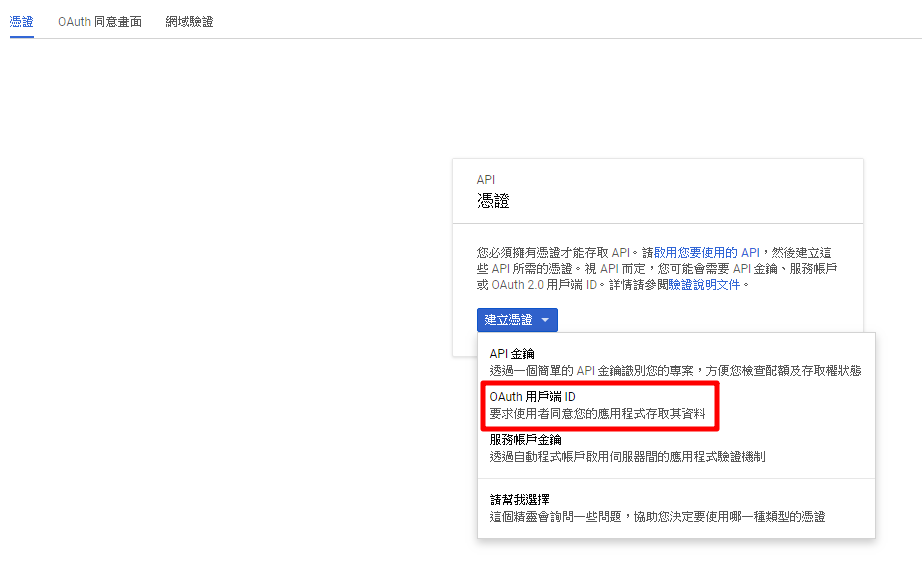 憑證 OAuth 同意畫面 網域驗證
API
憑證
您必須擁有憑證才能存取 API。請啟用您要使用的 API，然後建立這
些 API 所需的憑證。視 API 而定，您可能會需要 API 金鑰、服務帳戶
或 OAuth 2.0 用戶端 ID。詳情請參閱驗證說明文件。
建立憑證
API 金鑰
透過一個簡單的 API 金鑰識別您的專案，方便您檢查配額及存取權狀態
OAuth 用戶端 ID
要求使用者同意您的應用程式存取其資料
服務帳戶金鑰
透過自動程式帳戶啟用伺服器間的應用程式驗證機制
請幫我選擇
這個精靈會詢問一些問題，協助您決定要使用哪一種類型的憑證